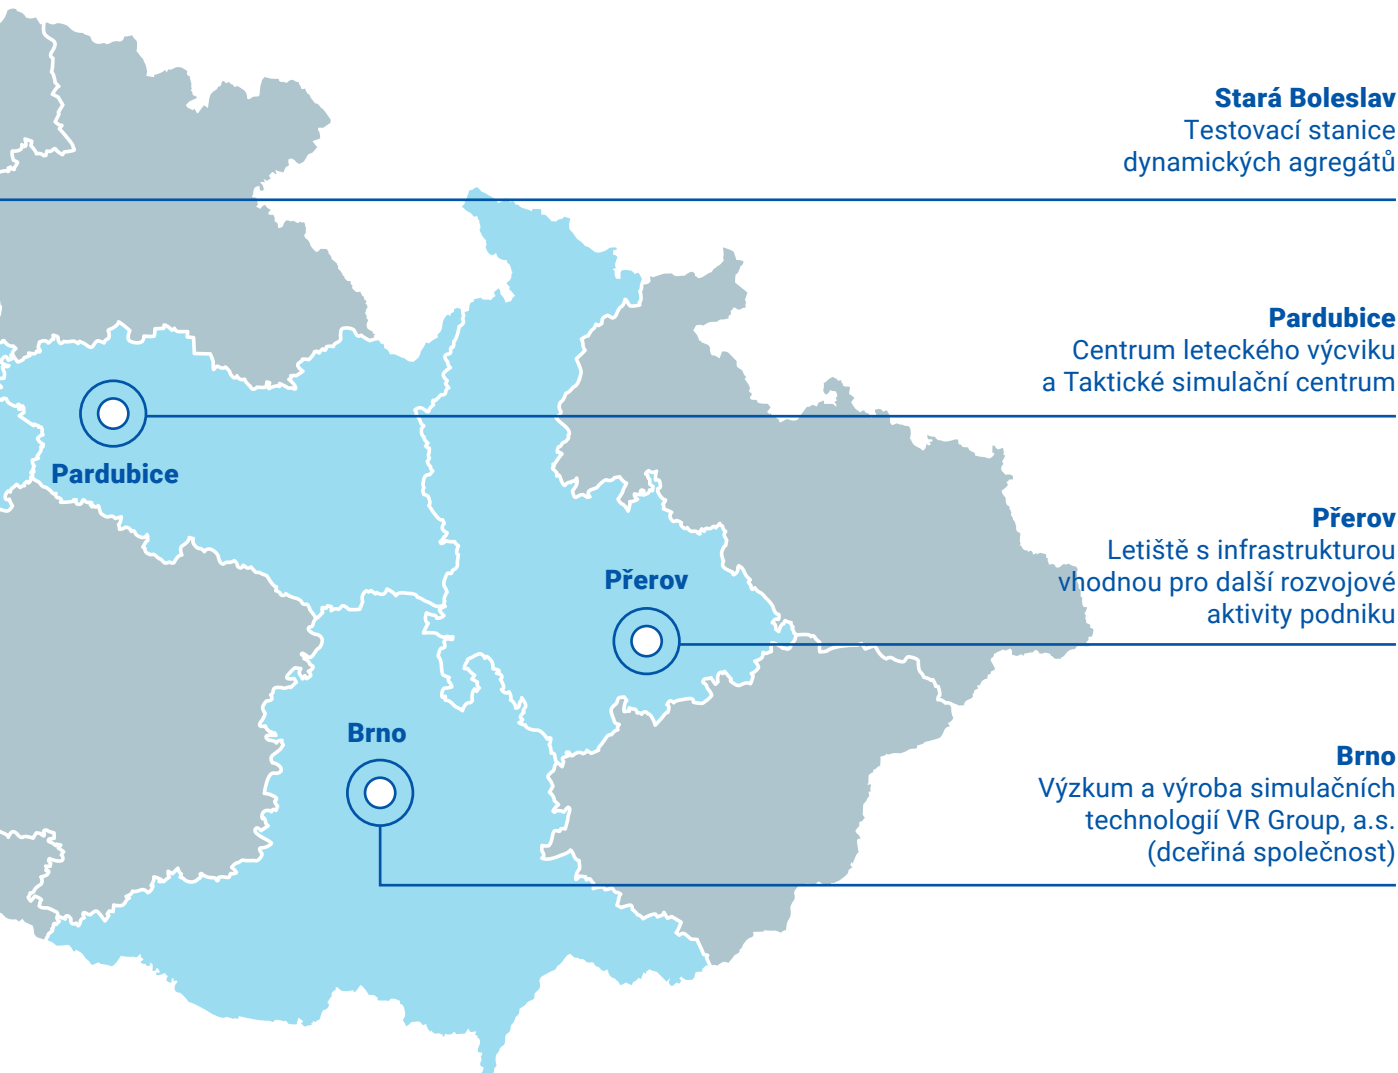 Stará Boleslav
Testovací stanice
dynamických agregátů
Pardubice
Centrum leteckého výcviku
a Taktické simulační centrum
Pardubice
Přerov
Letiště s infrastrukturou
vhodnou pro další rozvojové
aktivity podniku
Přerov
Brno
Brno
Výzkum a výroba simulačních
technologií VR Group, a.s.
(dceřiná společnost)